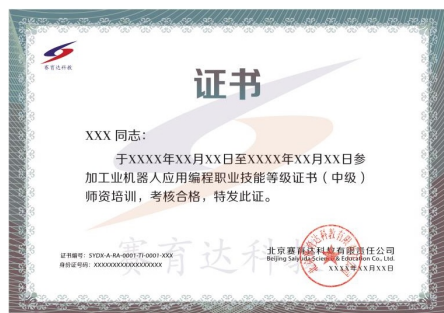 赛育达科教
证书
XXX 同志：
于XXXX年XX月XX日至XXXX年XX月XX日参
加工业机器人应用编程职业技能等级证书（中级）
师资培训，考核合格，特发此证。
证书编号：SYDX-A-RA-0001-TI-0001-XXX
身份证号码：XXXXXXXXXXXXXXXXXX
北京赛育达科教有限责任公司
Beijing SaiYuDa Science & Education Co., Ltd.
XXXX年XX月XX日